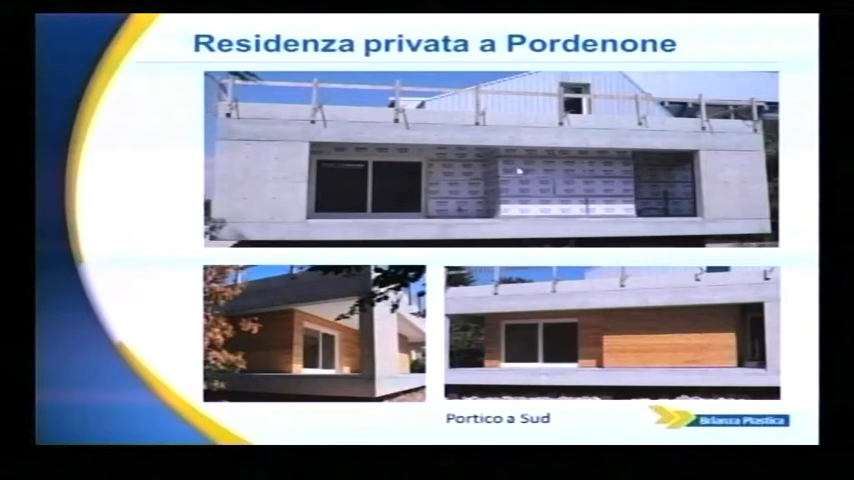 Residenza privata a Pordenone
Portico a Sud
Brianza Plastica